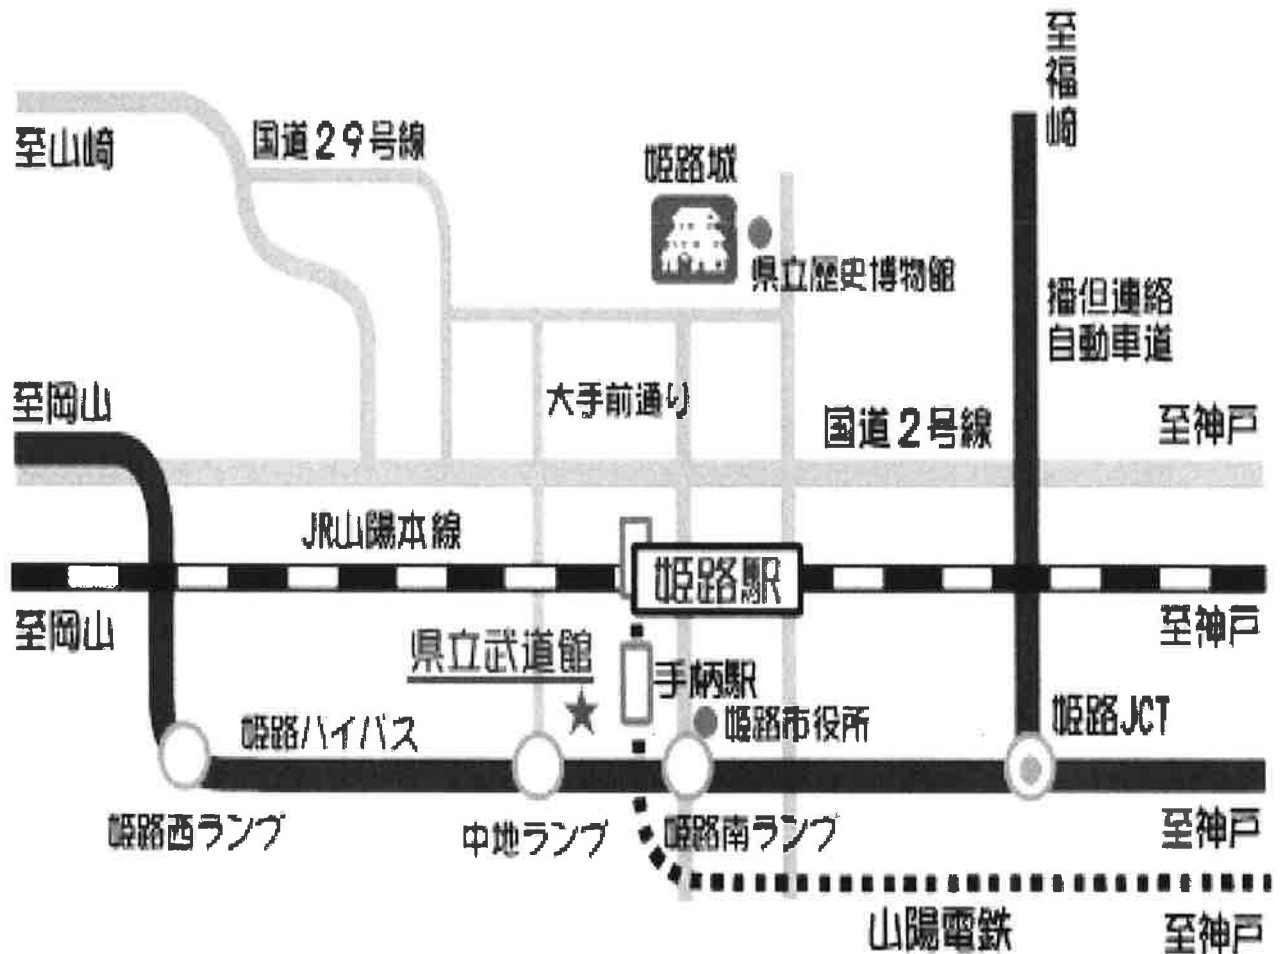 至福崎
至山崎
国道29号線
姫路城
県立歴史博物館
播但連絡
自動車道
至岡山
大手前通り
国道2号線
至神戸
JR山陽本線
姫路駅
至岡山
至神戸
県立武道館
手柄駅
姫路市役所
姫路JCT
姫路バイパス
姫路西ランプ
中地ランプ
姫路南ランプ
至神戸
山陽電鉄
至神戸